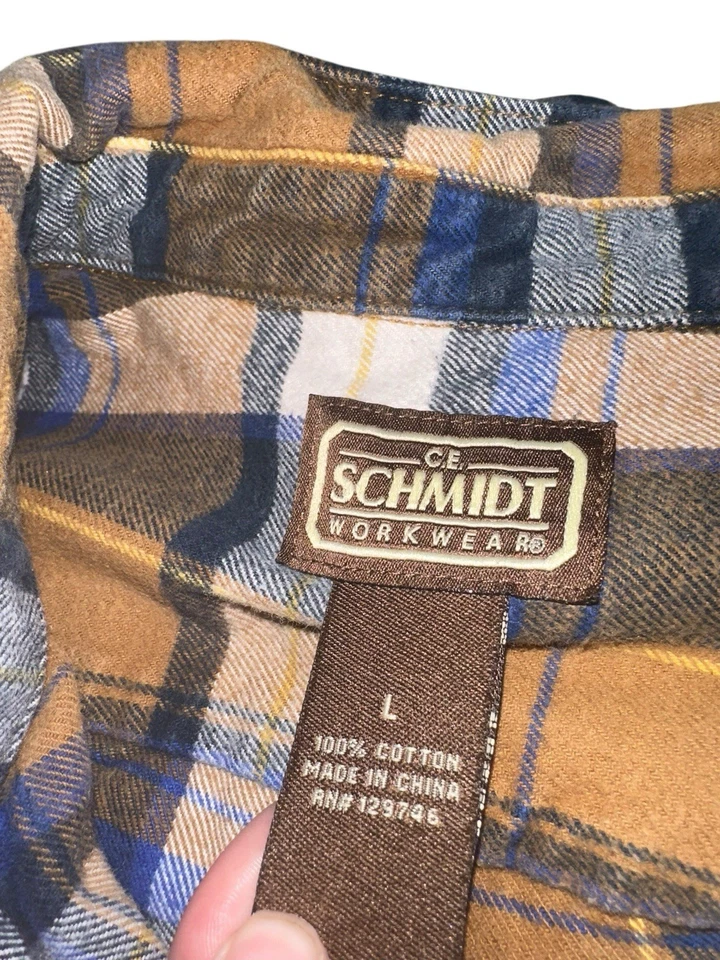 C.E.
SCHMIDT
WORKWEAR®
L
100% COTTON
MADE IN CHINA
RN# 129746